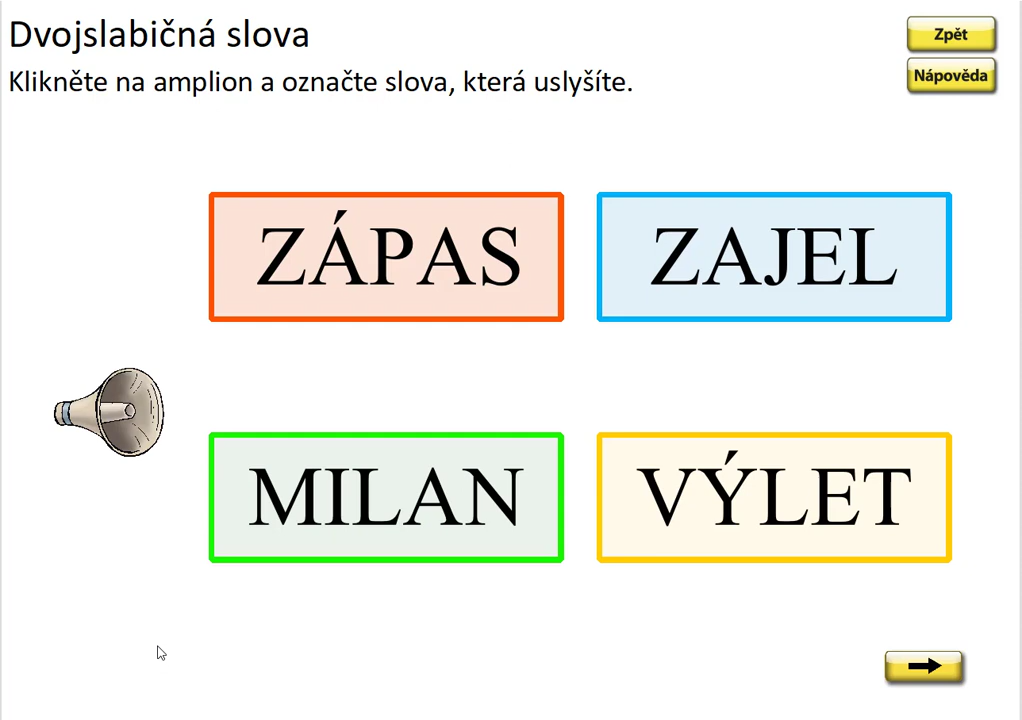 Dvojslabičná slova
Zpět
Klikněte na amplion a označte slova, která uslyšíte.
Nápověda
ZÁPAS
ZAJEL
MILAN
VÝLET